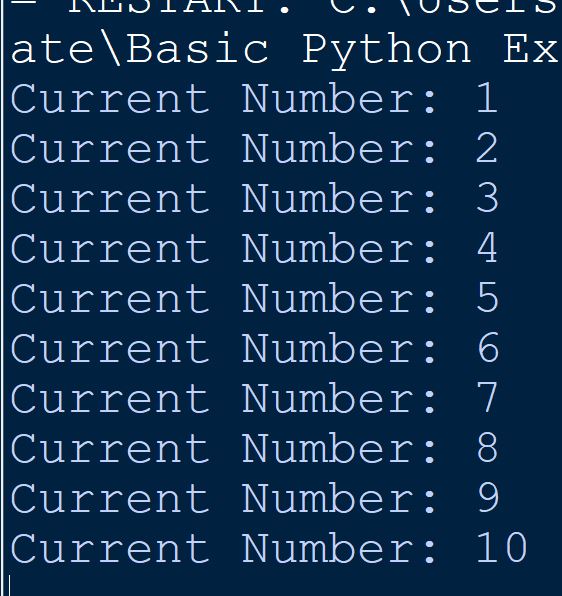 = RESTART: C:\Users
ate\Basic Python Ex
Current Number: 1
Current Number: 2
Current Number: 3
Current Number: 4
Current Number: 5
Current Number: 6
Current Number: 7
Current Number: 8
Current Number: 9
Current Number: 10